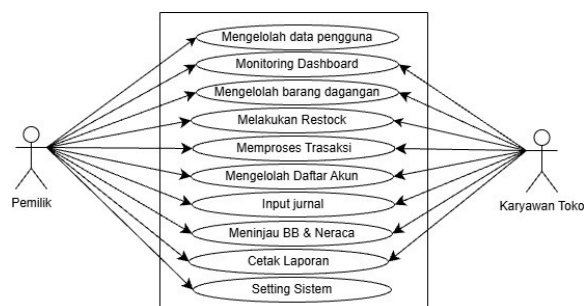 Mengelolah data pengguna
Monitoring Dashboard
Mengelolah barang dagangan
Melakukan Restock
Memproses Trasaksi
Mengelolah Daftar Akun
Input jurnal
Meninjau BB & Neraca
Cetak Laporan
Setting Sistem
Pemilik
Karyawan Toko